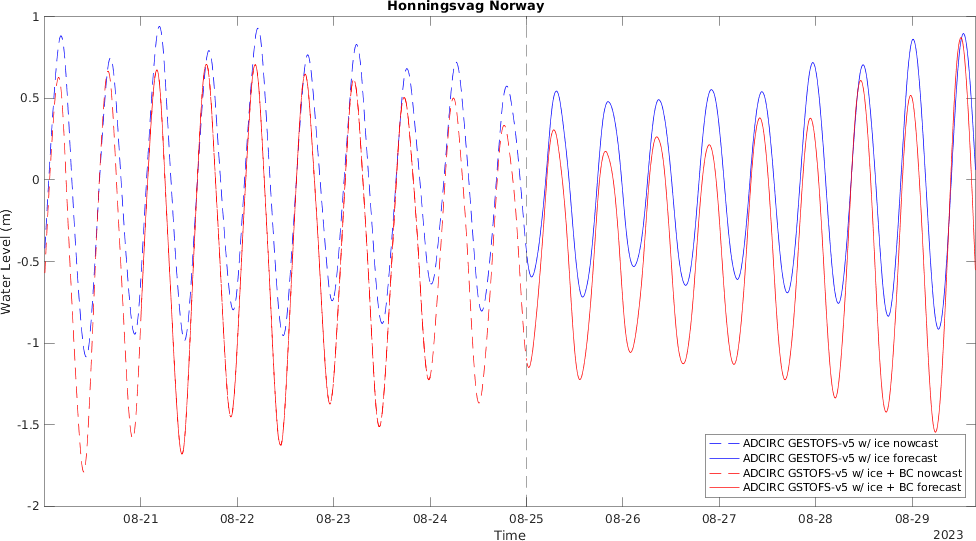 Honningsvag Norway
1
0.5
0
-0.5
-1
-1.5
-2
Water Level (m)
ADCIRC GESTOFS-v5 w/ ice nowcast
ADCIRC GESTOFS-v5 w/ ice forecast
ADCIRC GSTOFS-v5 w/ ice + BC nowcast
ADCIRC GSTOFS-v5 w/ ice + BC forecast
08-21 08-22 08-23 08-24 08-25 08-26 08-27 08-28 08-29
Time
2023